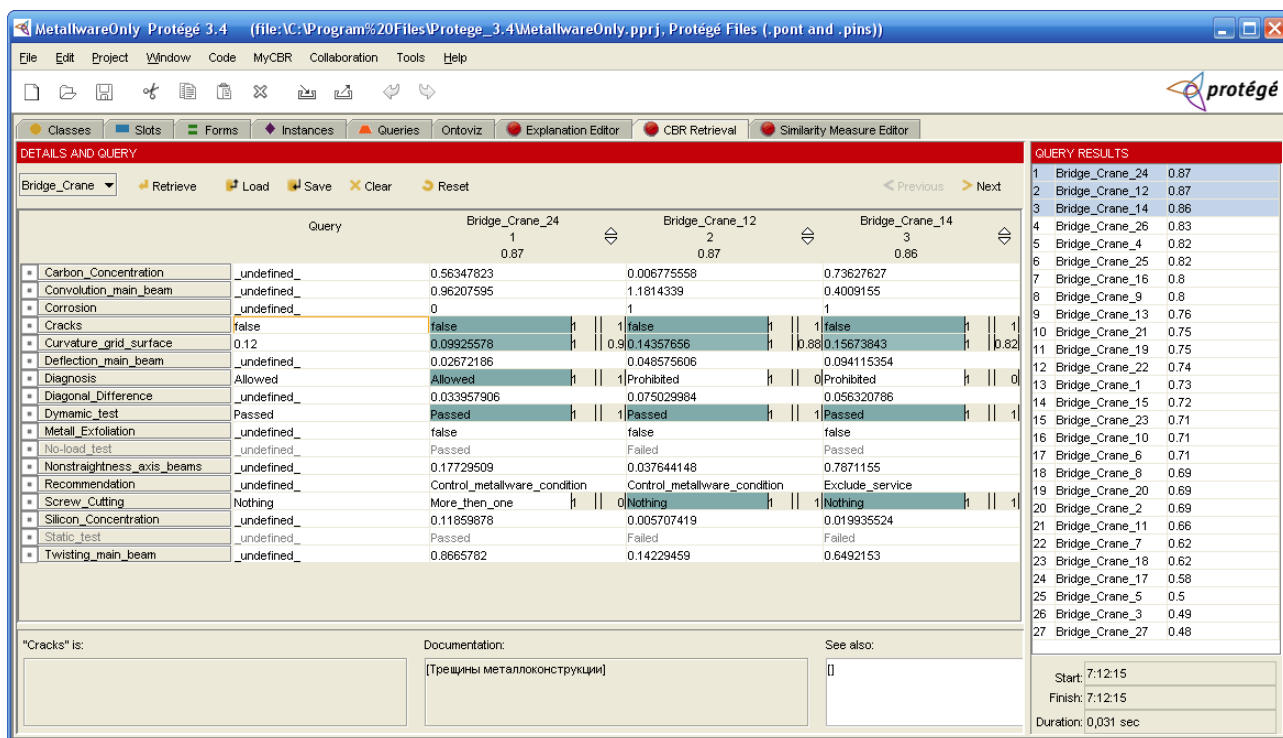 MetallwareOnly Protégé 3.4 (file:\C:\Program%20Files\Protege_3.4\MetallwareOnly.pprj, Protégé Files (.pont and .pins))
File Edit Project Window Code MyCBR Collaboration Tools Help
protégé
Classes Slots Forms Instances Queries Ontoviz Explanation Editor CBR Retrieval Similarity Measure Editor
DETAILS AND QUERY
Bridge_Crane Retrieve Load Save Clear Reset Previous Next
Query Bridge_Crane_24 Bridge_Crane_12 Bridge_Crane_14
1 2 3
0.87 0.87 0.86
Carbon_Concentration _undefined_ 0.56347823 0.006775558 0.73627627
Convolution_main_beam _undefined_ 0.96207595 1.1814339 0.4009155
Corrosion _undefined_ 0 1 1
Cracks false false 1 1 false 1 1 false 1 1
Curvature_grid_surface 0.12 0.09925578 1 0.9 0.14357656 1 0.88 0.15673843 1 0.82
Deflection_main_beam _undefined_ 0.02672186 0.048575606 0.094115354
Diagnosis Allowed Allowed 1 1 Prohibited 1 0 Prohibited 1 0
Diagonal_Difference _undefined_ 0.033957906 0.075029984 0.056320786
Dymamic_test Passed Passed 1 1 Passed 1 1 Passed 1 1
Metall_Exfoliation _undefined_ false false false
No-load_test _undefined_ Passed Failed Passed
Nonstraightness_axis_beams _undefined_ 0.17729509 0.037644148 0.7871155
Recommendation _undefined_ Control_metallware_condition Control_metallware_condition Exclude_service
Screw_Cutting Nothing More_then_one 1 0 Nothing 1 1 Nothing 1 1
Silicon_Concentration _undefined_ 0.11859878 0.005707419 0.019935524
Static_test _undefined_ Passed Failed Failed
Twisting_main_beam _undefined_ 0.8665782 0.14229459 0.6492153
"Cracks" is: Documentation: See also:
[Трещины металлоконструкции] []
QUERY RESULTS
1 Bridge_Crane_24 0.87
2 Bridge_Crane_12 0.87
3 Bridge_Crane_14 0.86
4 Bridge_Crane_26 0.83
5 Bridge_Crane_4 0.82
6 Bridge_Crane_25 0.82
7 Bridge_Crane_16 0.8
8 Bridge_Crane_9 0.8
9 Bridge_Crane_13 0.76
10 Bridge_Crane_21 0.75
11 Bridge_Crane_19 0.75
12 Bridge_Crane_22 0.74
13 Bridge_Crane_1 0.73
14 Bridge_Crane_15 0.72
15 Bridge_Crane_23 0.71
16 Bridge_Crane_10 0.71
17 Bridge_Crane_6 0.71
18 Bridge_Crane_8 0.69
19 Bridge_Crane_20 0.69
20 Bridge_Crane_2 0.69
21 Bridge_Crane_11 0.66
22 Bridge_Crane_7 0.62
23 Bridge_Crane_18 0.62
24 Bridge_Crane_17 0.58
25 Bridge_Crane_5 0.5
26 Bridge_Crane_3 0.49
27 Bridge_Crane_27 0.48
Start: 7:12:15
Finish: 7:12:15
Duration: 0,031 sec